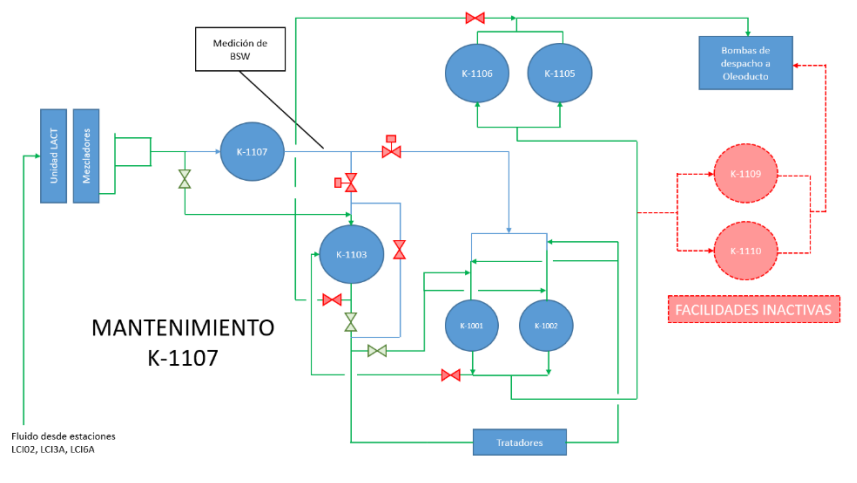 Medición de
BSW
K-1106
K-1105
Bombas de
despacho a
Oleoducto
Unidad LACT
Mezcladores
K-1107
K-1109
K-1103
K-1110
MANTENIMIENTO
K-1107
K-1001
K-1002
FACILIDADES INACTIVAS
Fluido desde estaciones
LCI02, LCI3A, LCI6A
Tratadores